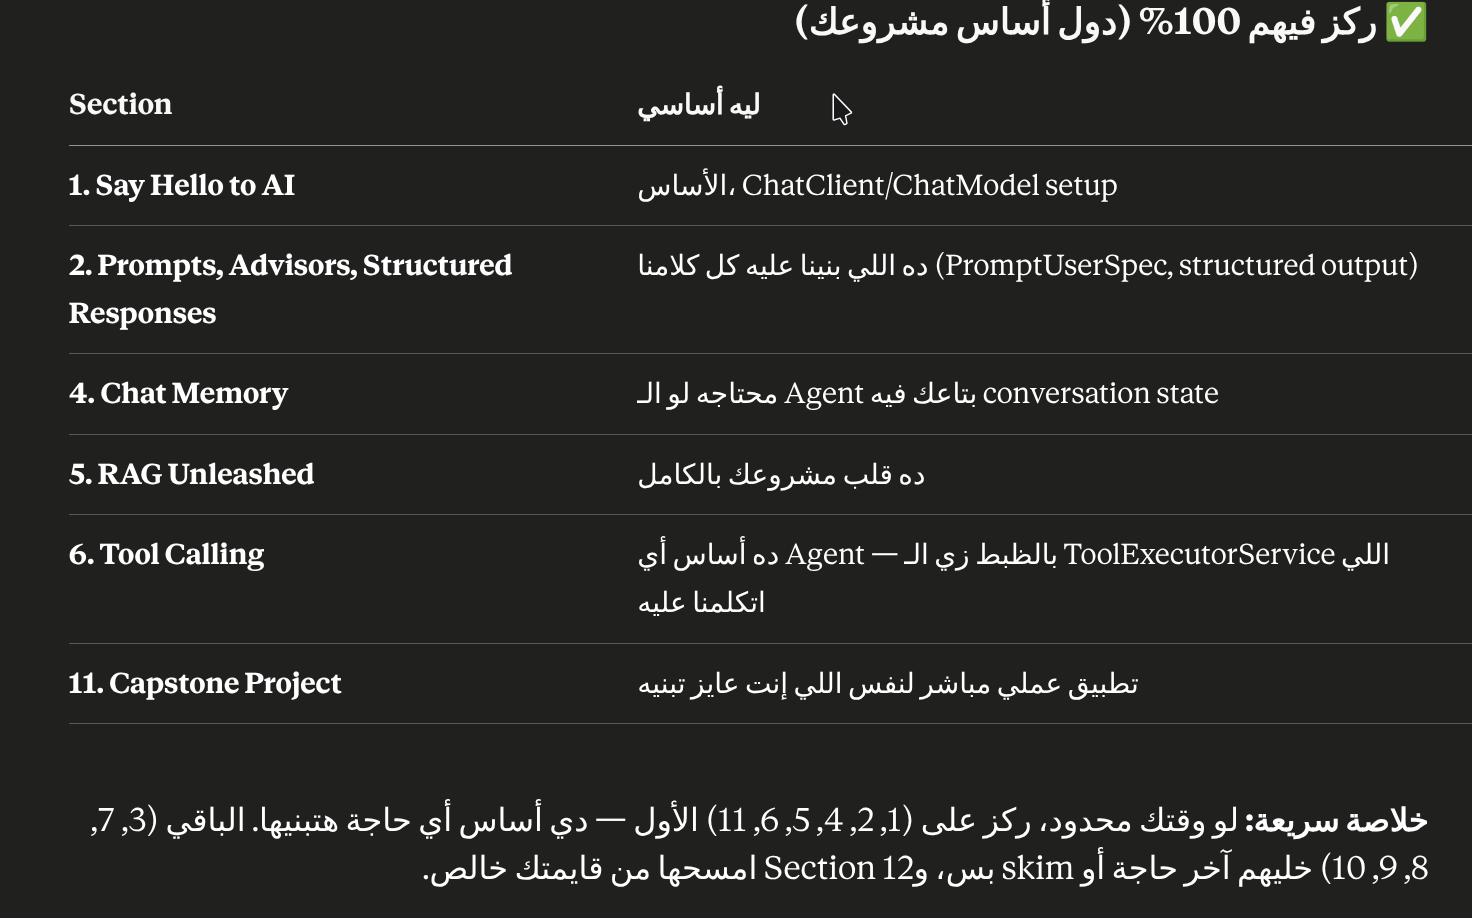 ✅ ركز فيهم 100% (دول أساس مشروعك)
Section
ليه أساسي
1. Say Hello to AI
الأساس، ChatClient/ChatModel setup
2. Prompts, Advisors, Structured
Responses
ده اللي بنينا عليه كل كلامنا (PromptUserSpec, structured output)
4. Chat Memory
محتاجه لو الـ Agent بتاعك فيه conversation state
5. RAG Unleashed
ده قلب مشروعك بالكامل
6. Tool Calling
ده أساس أي Agent — بالظبط زي الـ ToolExecutorService اللي
اتكلمنا عليه
11. Capstone Project
تطبيق عملي مباشر لنفس اللي إنت عايز تبنيه
خلاصة سريعة: لو وقتك محدود، ركز على (1, 2, 4, 5, 6, 11) الأول — دي أساس أي حاجة هتبنيها. الباقي (3, 7,
8, 9, 10) خليهم آخر حاجة أو skim بس، وSection 12 امسحها من قايمتك خالص.